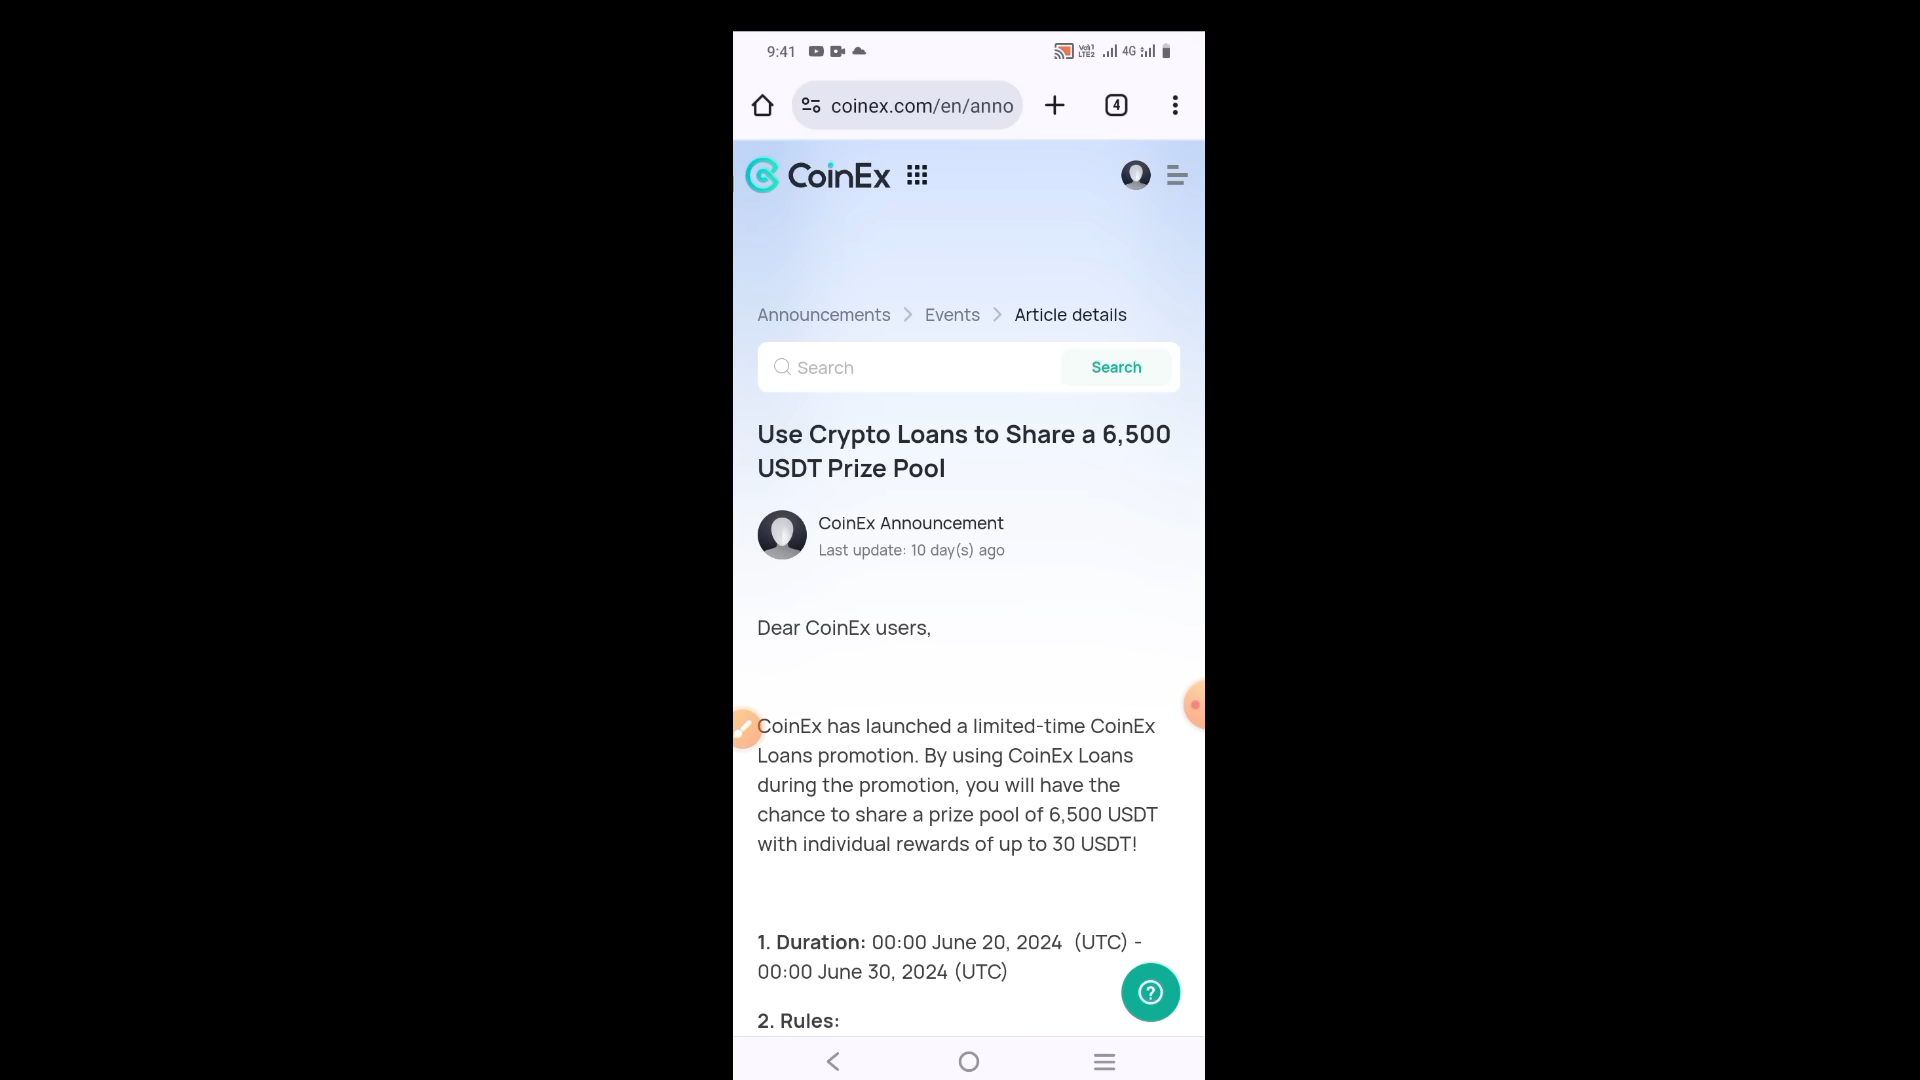 9:41
Vo) 1
LTE2
4G
coinex.com/en/anno
4
CoinEx
Announcements
Events
Article details
Search
Search
Use Crypto Loans to Share a 6,500
USDT Prize Pool
CoinEx Announcement
Last update: 10 day(s) ago
Dear CoinEx users,
CoinEx has launched a limited-time CoinEx
Loans promotion. By using CoinEx Loans
during the promotion, you will have the
chance to share a prize pool of 6,500 USDT
with individual rewards of up to 30 USDT!
1. Duration: 00:00 June 20, 2024 (UTC) -
00:00 June 30, 2024 (UTC)
2. Rules: